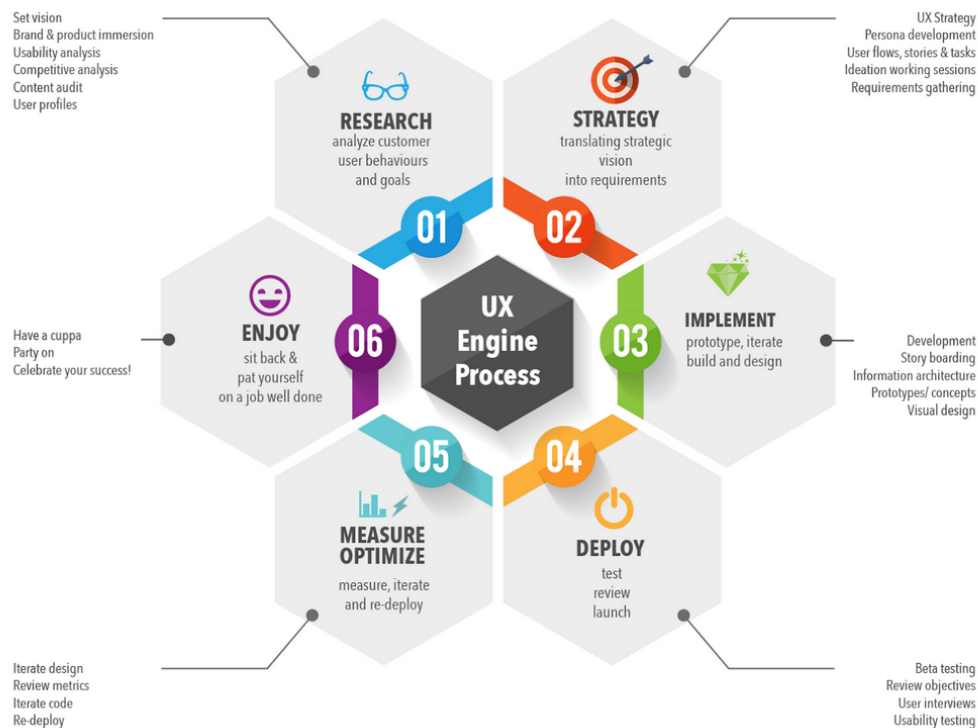 Set vision
Brand & product immersion
Usability analysis
Competitive analysis
Content audit
User profiles
RESEARCH
analyze customer
user behaviours
and goals
01
UX Strategy
Persona development
User flows, stories & tasks
Ideation working sessions
Requirements gathering
STRATEGY
translating strategic
vision
into requirements
02
UX
Engine
Process
IMPLEMENT
prototype, iterate
build and design
03
Development
Story boarding
Information architecture
Prototypes/ concepts
Visual design
DEPLOY
test
review
launch
04
Beta testing
Review objectives
User interviews
Usability testing
05
MEASURE
OPTIMIZE
measure, iterate
and re-deploy
Iterate design
Review metrics
Iterate code
Re-deploy
06
ENJOY
sit back &
pat yourself
on a job well done
Have a cuppa
Party on
Celebrate your success!